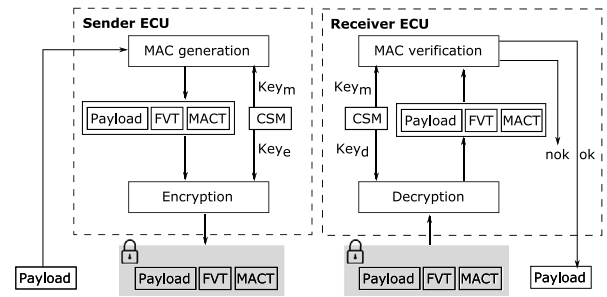 Sender ECU
MAC generation
Key_m
Payload FVT MACT
CSM
Key_e
Encryption
Payload
Payload FVT MACT
Receiver ECU
MAC verification
Key_m
CSM
Payload FVT MACT
Key_d
nok ok
Decryption
Payload FVT MACT
Payload